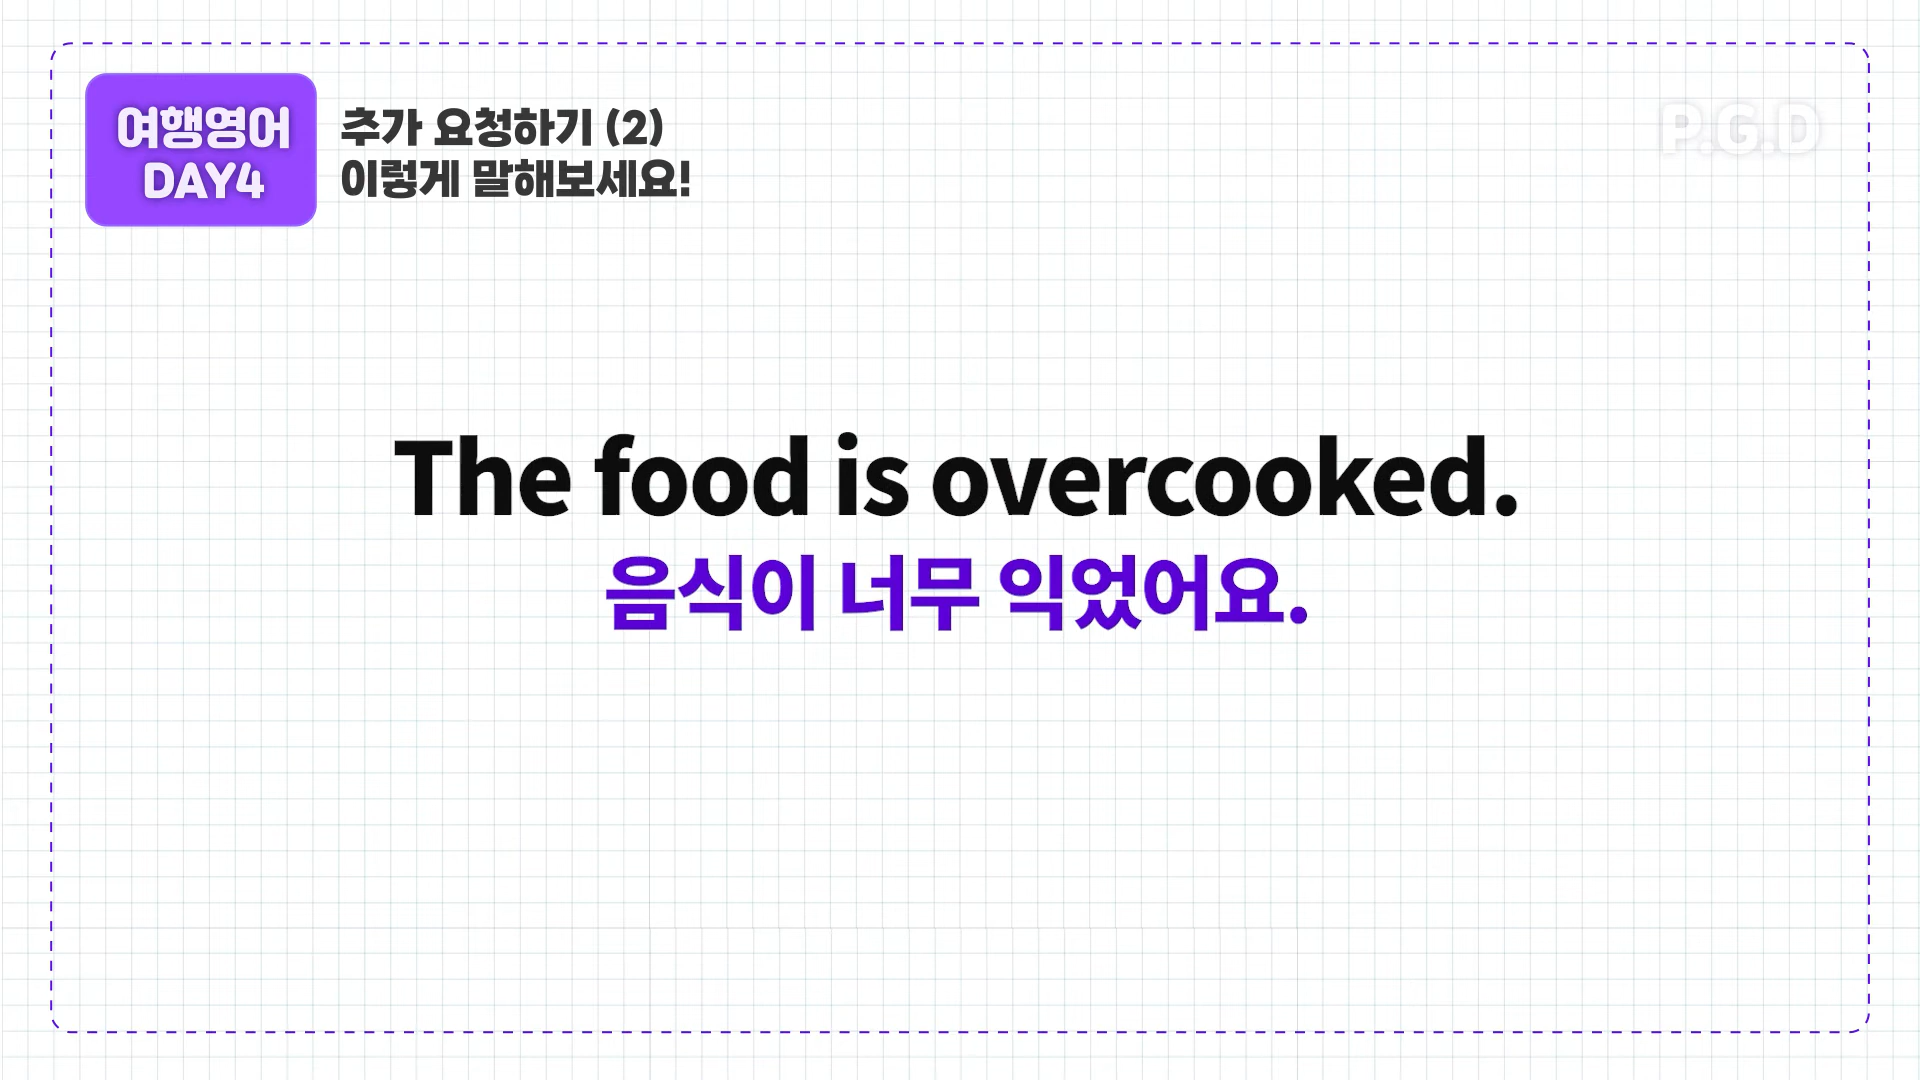 여행영어
DAY4
추가 요청하기 (2)
이렇게 말해보세요!
P.G.D
The food is overcooked.
음식이 너무 익었어요.